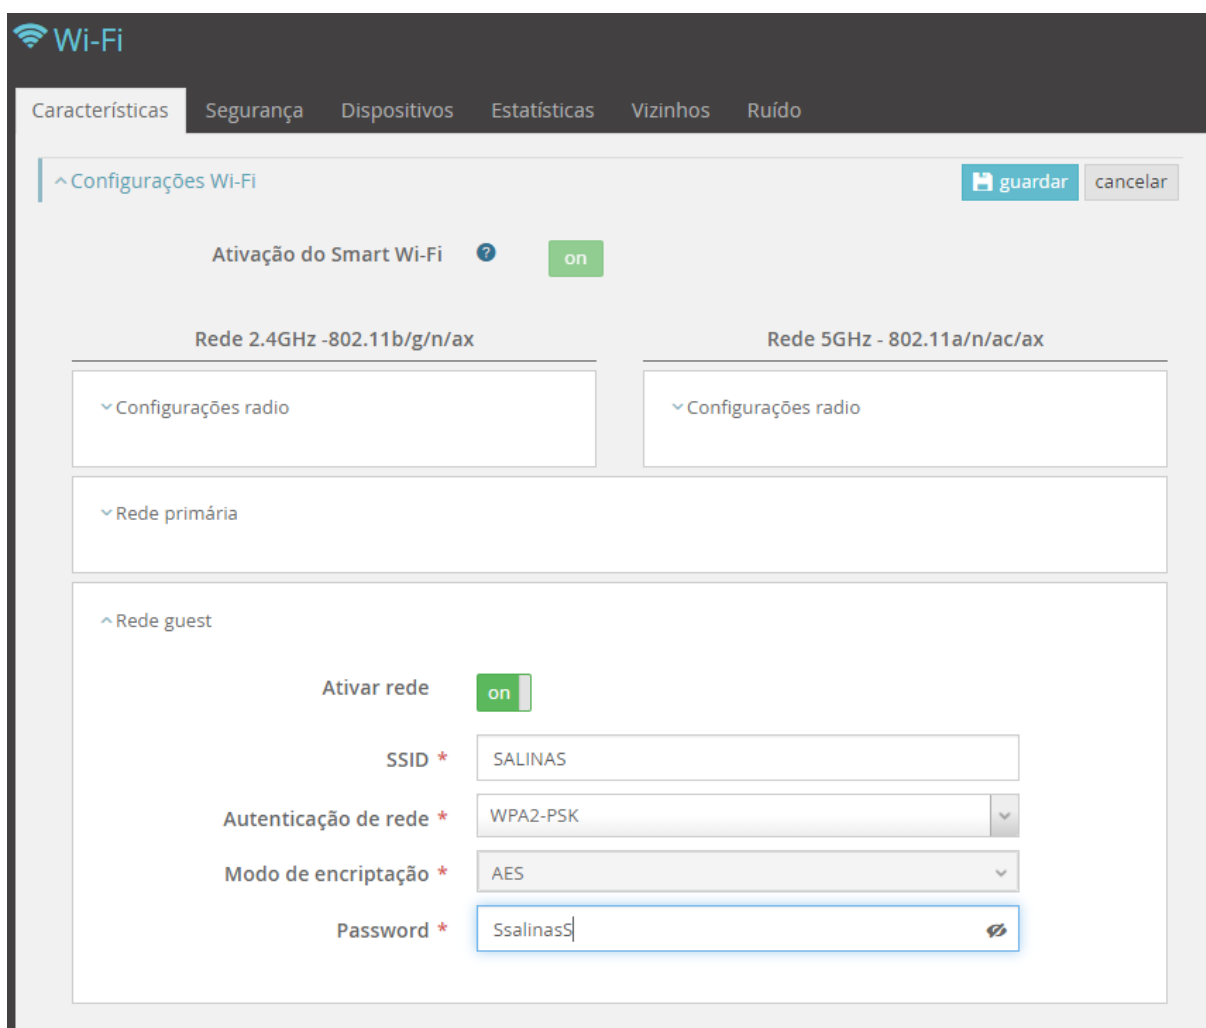 Wi-Fi
Características Segurança Dispositivos Estatísticas Vizinhos Ruído
Configurações Wi-Fi guardar cancelar
Ativação do Smart Wi-Fi ? on
Rede 2.4GHz -802.11b/g/n/ax Rede 5GHz - 802.11a/n/ac/ax
Configurações radio Configurações radio
Rede primária
Rede guest
Ativar rede on
SSID * SALINAS
Autenticação de rede * WPA2-PSK
Modo de encriptação * AES
Password * SsalinasS